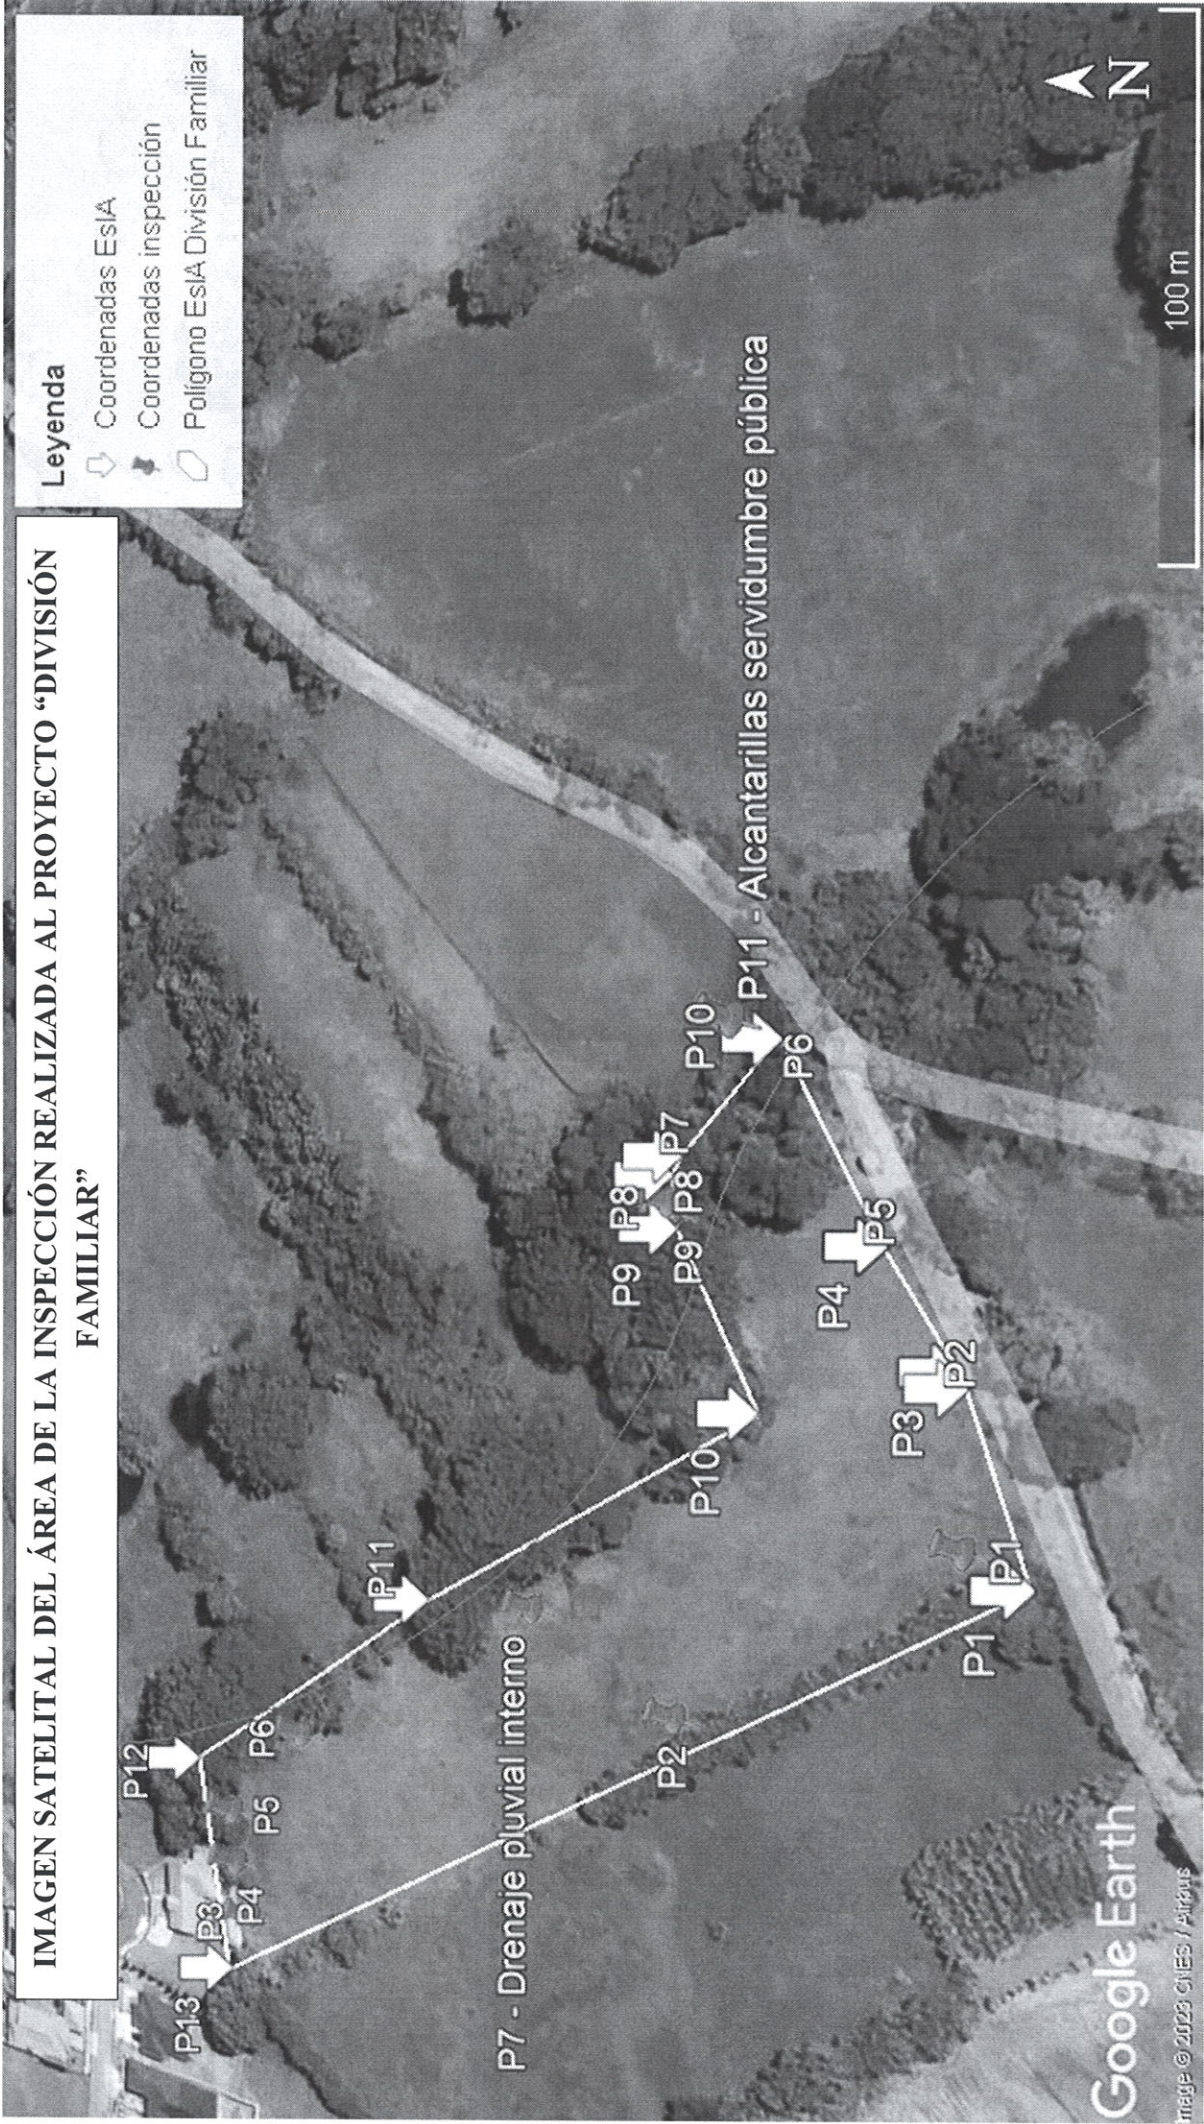 IMAGEN SATELITAL DEL ÁREA DE LA INSPECCIÓN REALIZADA AL PROYECTO “DIVISIÓN
FAMILIAR”
Leyenda
Coordenadas EsIA
Coordenadas inspección
Polígono EsIA División Familiar
P13
P3
P4
P5
P12
P6
P11
P7 - Drenaje pluvial interno
P2
P10
P9
P8
P9
P8
P7
P10
P11 - Alcantarillas servidumbre pública
P6
P4
P5
P3
P2
P1
P1
Google Earth
Image © 2023 CNES / Airbus
100 m
N